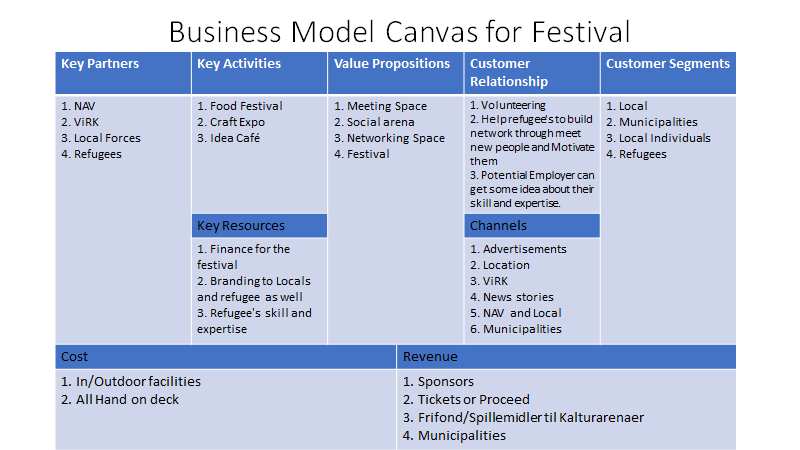 Business Model Canvas for Festival
Key Partners
1. NAV
2. ViRK
3. Local Forces
4. Refugees
Key Activities
1. Food Festival
2. Craft Expo
3. Idea Café
Key Resources
1. Finance for the
festival
2. Branding to Locals
and refugee as well
3. Refugee's skill and
expertise
Value Propositions
1. Meeting Space
2. Social arena
3. Networking Space
4. Festival
Customer
Relationship
1. Volunteering
2. Help refugee's to build
network through meet
new people and Motivate
them
3. Potential Employer can
get some idea about their
skill and expertise.
Channels
1. Advertisements
2. Location
3. ViRK
4. News stories
5. NAV and Local
6. Municipalities
Customer Segments
1. Local
2. Municipalities
3. Local Individuals
4. Refugees
Cost
1. In/Outdoor facilities
2. All Hand on deck
Revenue
1. Sponsors
2. Tickets or Proceed
3. Frifond/Spillemidler til Kalturarenaer
4. Municipalities